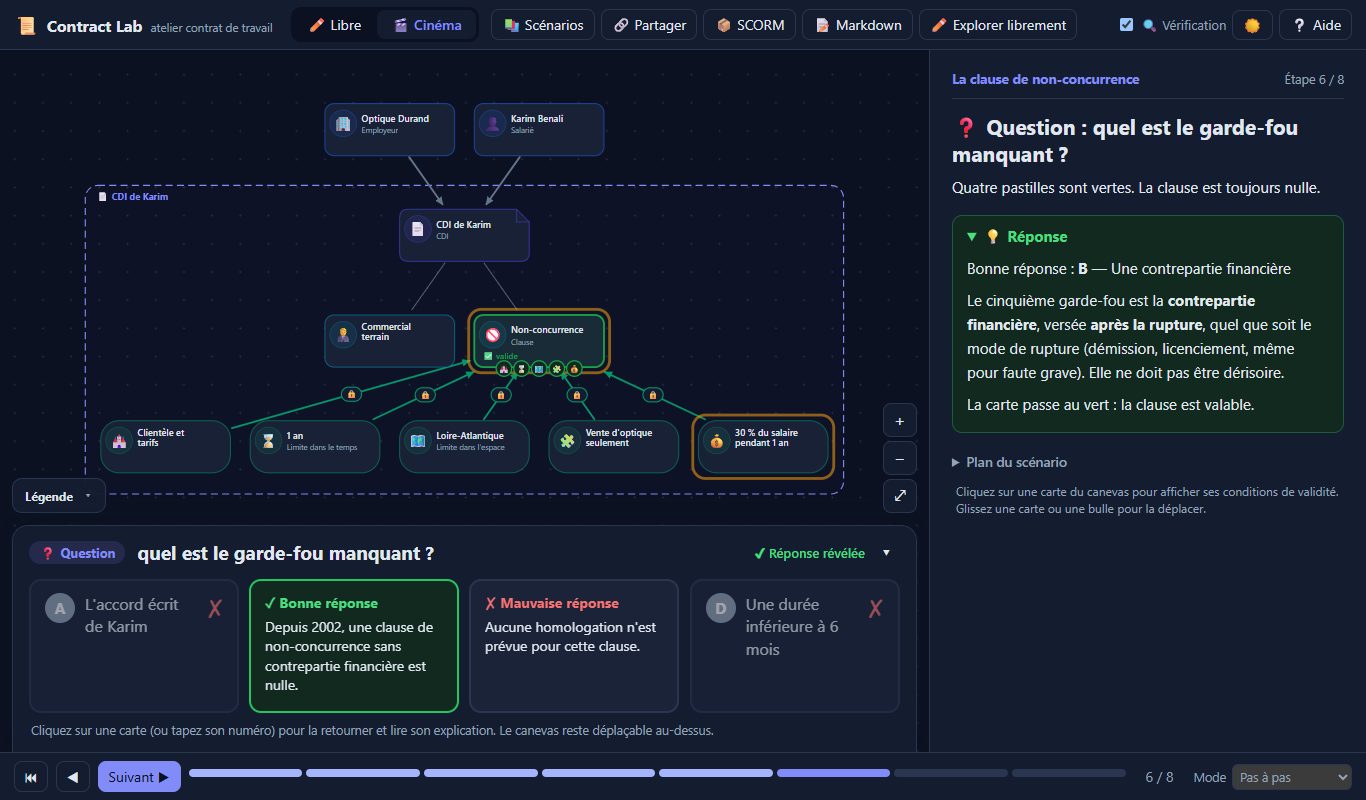 Contract Lab atelier contrat de travail
Libre
Cinéma
Scénarios
Partager
SCORM
Markdown
Explorer librement
Vérification
? Aide
Optique Durand
Employeur
Karim Benali
Salarié
CDI de Karim
CDI de Karim
CDI
Commercial
terrain
Non-concurrence
Clause
valide
Clientèle et
tarifs
1 an
Limite dans le temps
Loire-Atlantique
Limite dans l'espace
Vente d'optique
seulement
30 % du salaire
pendant 1 an
+
−
Légende
La clause de non-concurrence
Étape 6 / 8
❓ Question : quel est le garde-fou
manquant ?
Quatre pastilles sont vertes. La clause est toujours nulle.
Réponse
Bonne réponse : B — Une contrepartie financière
Le cinquième garde-fou est la contrepartie
financière, versée après la rupture, quel que soit le
mode de rupture (démission, licenciement, même
pour faute grave). Elle ne doit pas être dérisoire.
La carte passe au vert : la clause est valable.
Plan du scénario
Cliquez sur une carte du canevas pour afficher ses conditions de validité.
Glissez une carte ou une bulle pour la déplacer.
❓ Question
quel est le garde-fou manquant ?
✓ Réponse révélée
A
L'accord écrit
de Karim
✗
✓ Bonne réponse
Depuis 2002, une clause de
non-concurrence sans
contrepartie financière est
nulle.
✗ Mauvaise réponse
Aucune homologation n'est
prévue pour cette clause.
D
Une durée
inférieure à 6
mois
✗
Cliquez sur une carte (ou tapez son numéro) pour la retourner et lire son explication. Le canevas reste déplaçable au-dessus.
Suivant ▶
6 / 8
Mode
Pas à pas